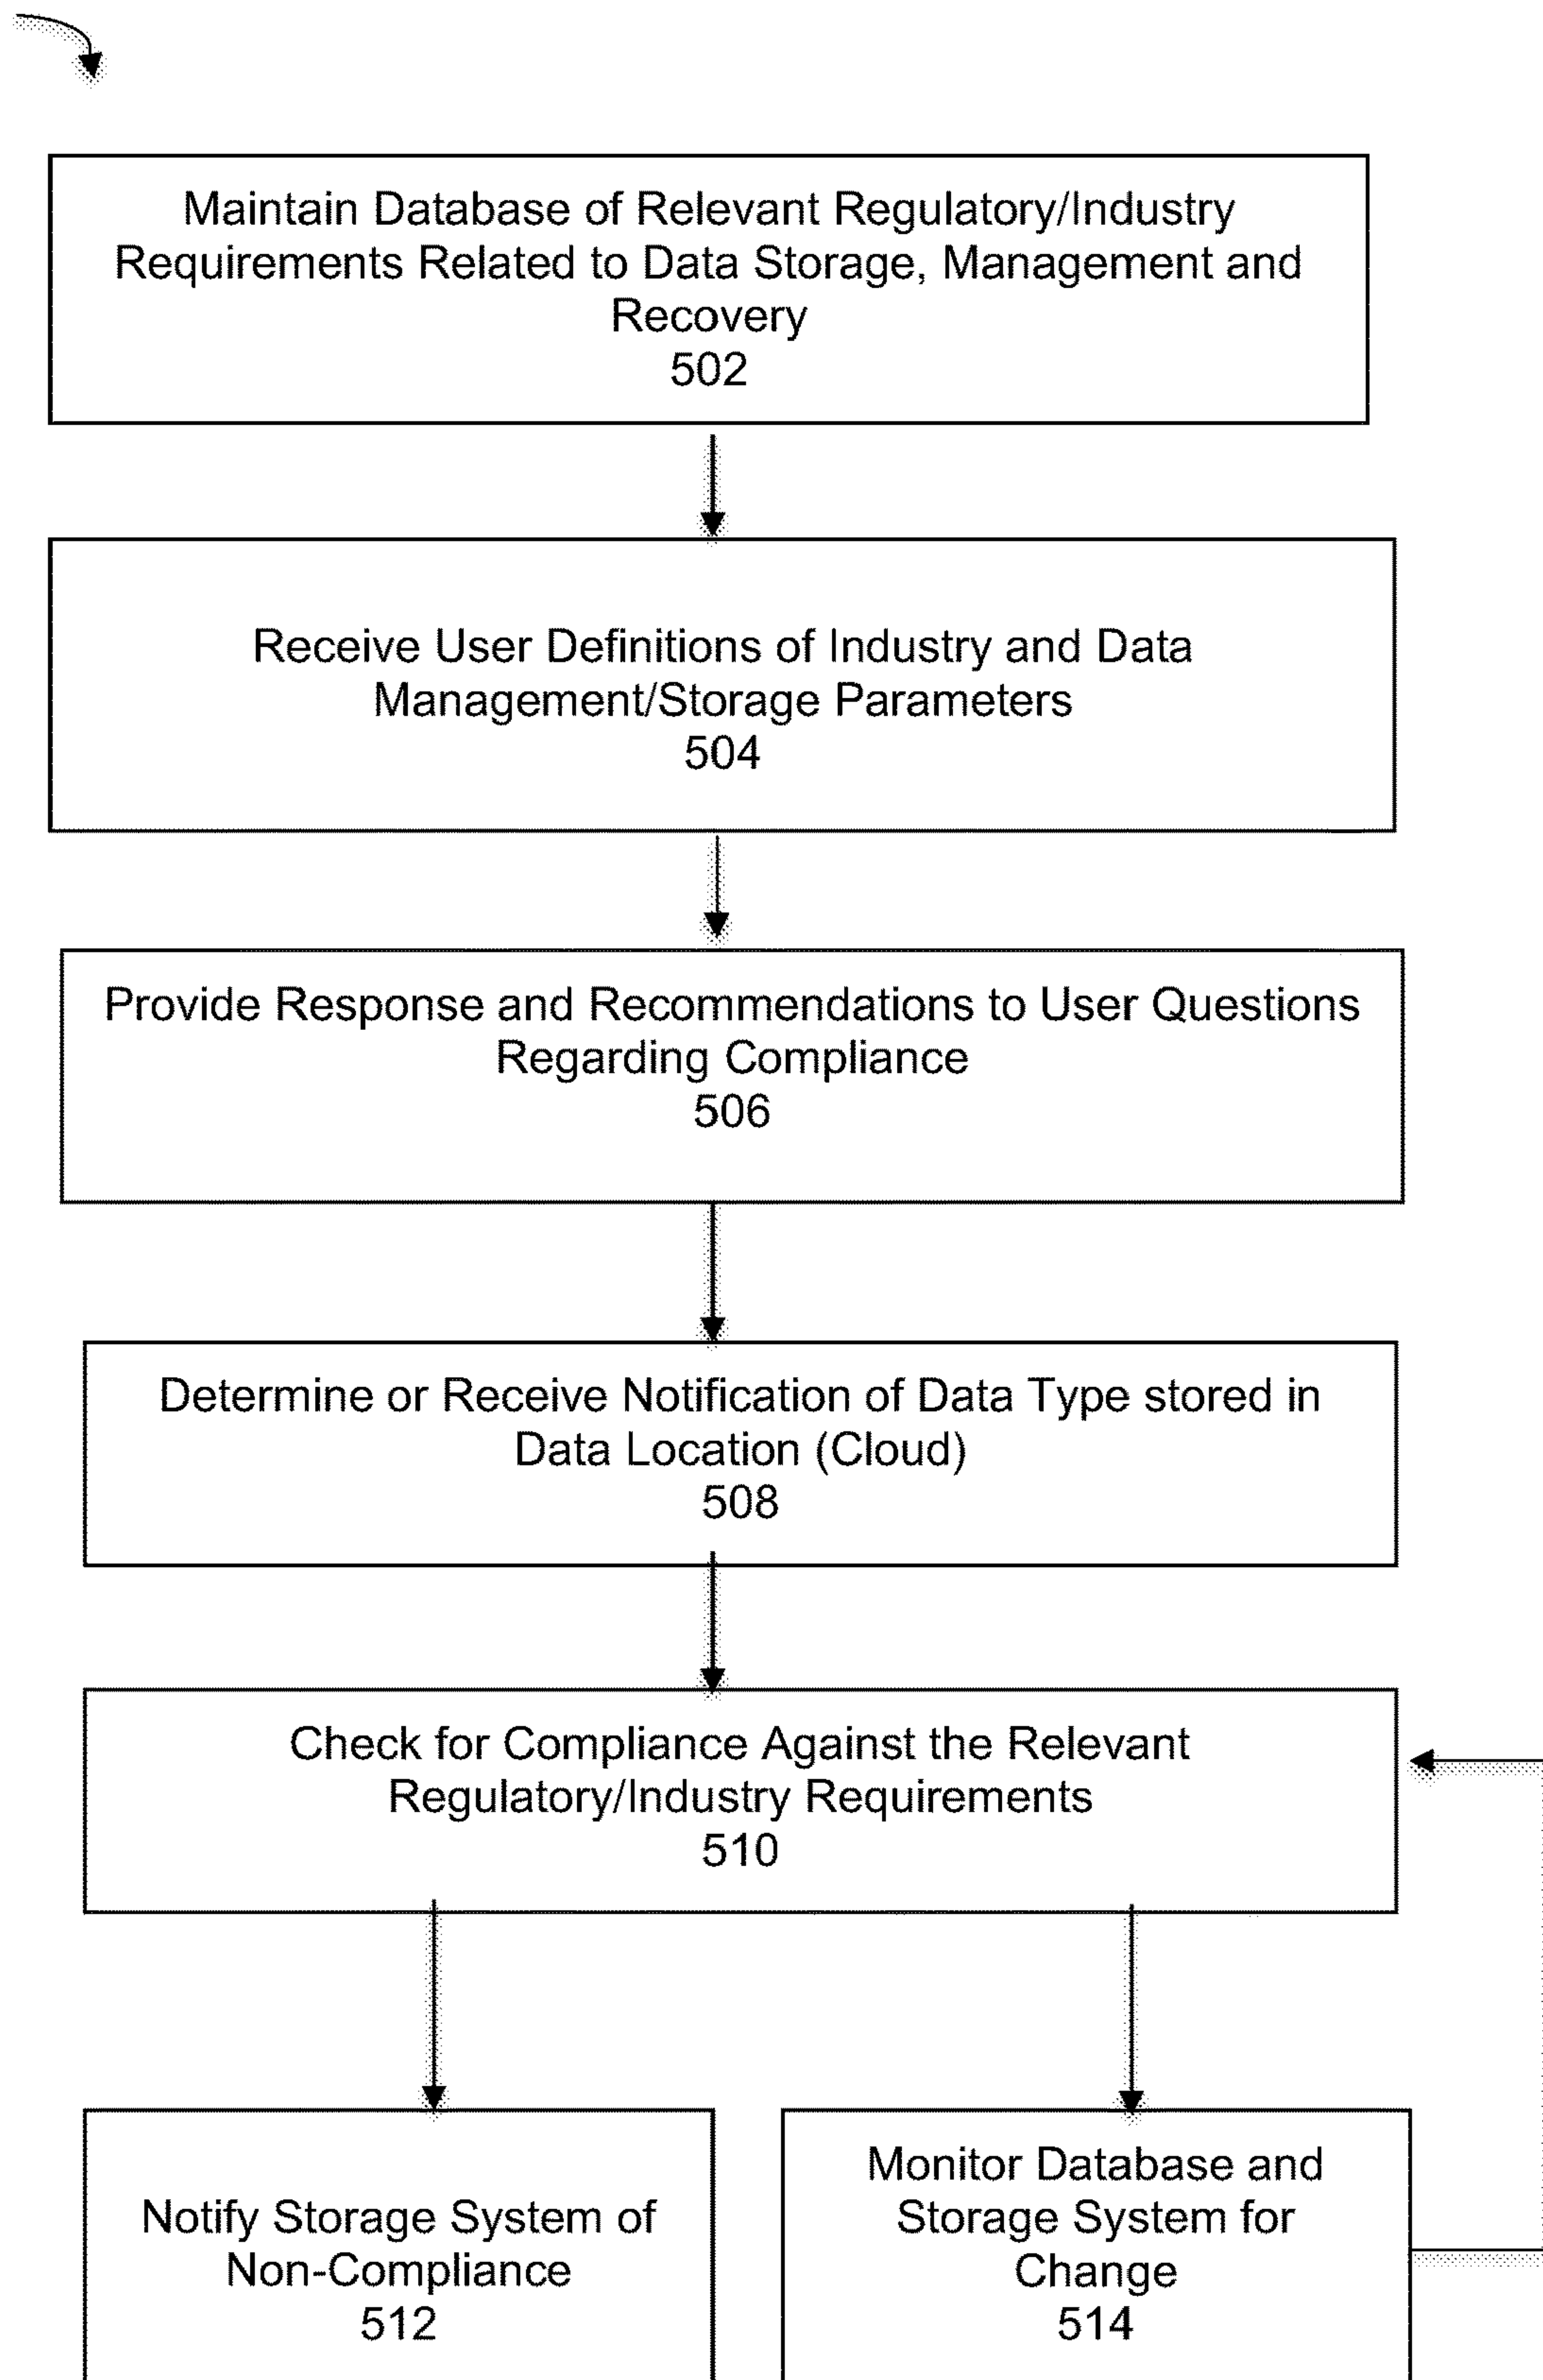 Maintain Database of Relevant Regulatory/Industry
Requirements Related to Data Storage, Management and
Recovery
502
Receive User Definitions of Industry and Data
Management/Storage Parameters
504
Provide Response and Recommendations to User Questions
Regarding Compliance
506
Determine or Receive Notification of Data Type stored in
Data Location (Cloud)
508
Check for Compliance Against the Relevant
Regulatory/Industry Requirements
510
Notify Storage System of
Non-Compliance
512
Monitor Database and
Storage System for
Change
514